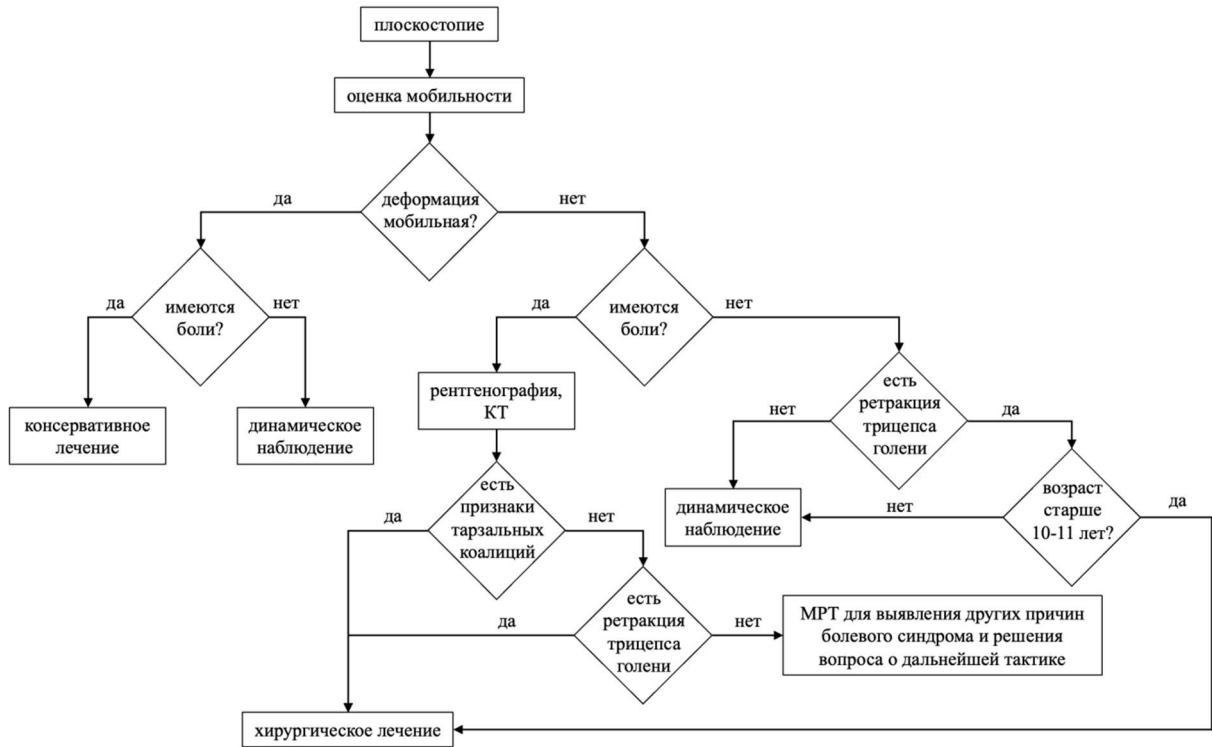 плоскостопие
оценка мобильности
деформация
мобильная?
да
нет
имеются
боли?
да
нет
консервативное
лечение
динамическое
наблюдение
имеются
боли?
да
нет
рентгенография,
КТ
есть
ретракция
трицепса
голени
нет
да
есть
признаки
тарзальных
коалиций
да
нет
динамическое
наблюдение
возраст
старше
10-11 лет?
нет
да
есть
ретракция
трицепса
голени
да
нет
МРТ для выявления других причин
болевого синдрома и решения
вопроса о дальнейшей тактике
хирургическое лечение